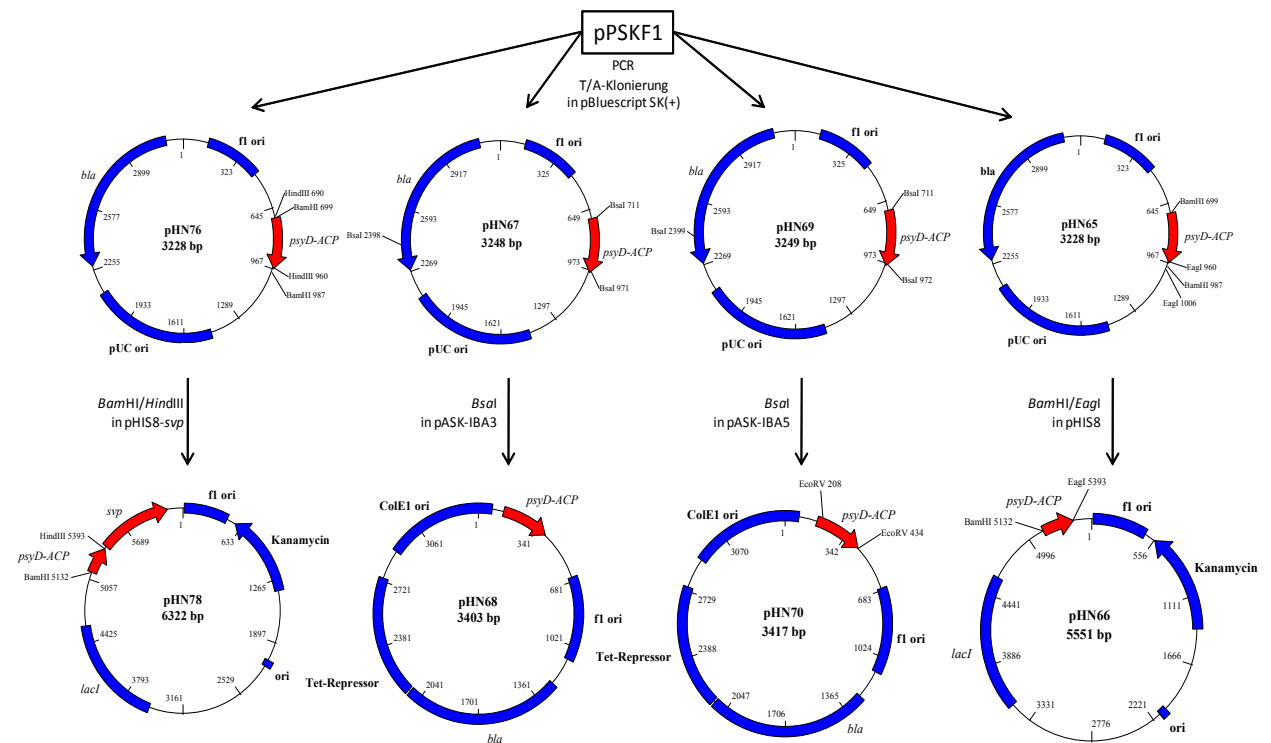 pPSKF1
PCR
T/A-Klonierung
in pBluescript SK(+)
f1 ori
1
323
2899
bla
HindIII 690
BamHI 699
645
2577
pHN76
3228 bp
psyD-ACP
967
HindIII 960
2255
BamHI 987
1933
1289
1611
pUC ori
f1 ori
1
325
2917
bla
BsaI 711
649
2593
BsaI 2398
pHN67
3248 bp
psyD-ACP
973
2269
BsaI 971
1945
1297
1621
pUC ori
f1 ori
1
325
2917
bla
BsaI 711
649
2593
BsaI 2399
pHN69
3249 bp
psyD-ACP
973
2269
BsaI 972
1945
1297
1621
pUC ori
f1 ori
1
323
2899
bla
BamHI 699
645
2577
pHN65
3228 bp
psyD-ACP
967
EagI 960
2255
BamHI 987
EagI 1006
1933
1289
1611
pUC ori
BamHI/HindIII
in pHIS8-svp
BsaI
in pASK-IBA3
BsaI
in pASK-IBA5
BamHI/EagI
in pHIS8
f1 ori
svp
1
HindIII 5393
5689
633
Kanamycin
psyD-ACP
BamHI 5132
5057
1265
pHN78
6322 bp
4425
1897
ori
lacI
3793
2529
3161
ColE1 ori
psyD-ACP
1
3061
341
2721
681
pHN68
3403 bp
f1 ori
2381
1021
Tet-Repressor
2041
1361
1701
bla
EcoRV 208
ColE1 ori
psyD-ACP
1
EcoRV 434
3070
342
2729
683
pHN70
3417 bp
f1 ori
2388
1024
Tet-Repressor
2047
1365
1706
bla
EagI 5393
psyD-ACP
f1 ori
BamHI 5132
1
4996
556
Kanamycin
4441
1111
pHN66
5551 bp
lacI
3886
1666
3331
2221
ori
2776